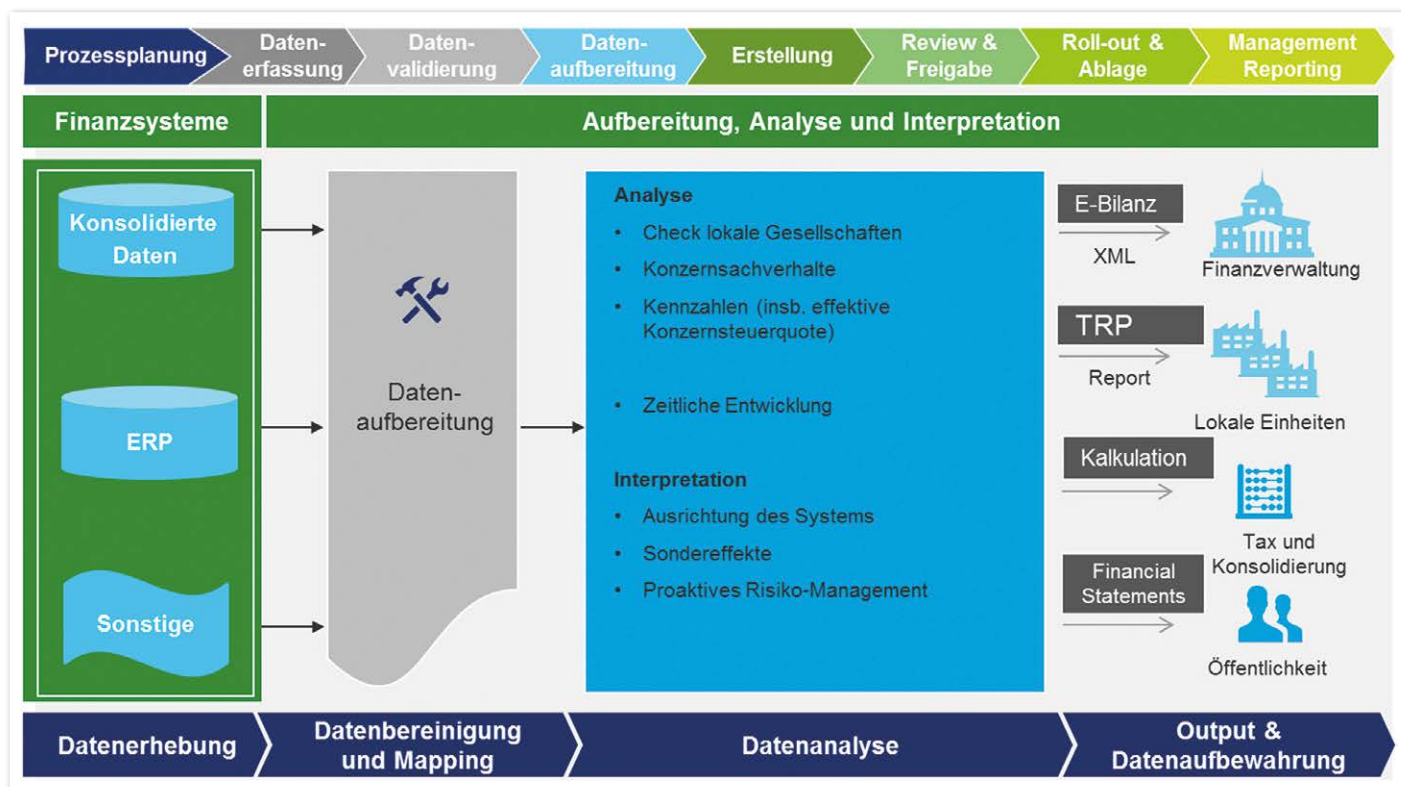 Prozessplanung
Daten-
erfassung
Daten-
validierung
Daten-
aufbereitung
Erstellung
Review &
Freigabe
Roll-out &
Ablage
Management
Reporting
Finanzsysteme
Aufbereitung, Analyse und Interpretation
Konsolidierte
Daten
ERP
Sonstige
Daten-
aufbereitung
Analyse
• Check lokale Gesellschaften
• Konzernsachverhalte
• Kennzahlen (insb. effektive
Konzernsteuerquote)
• Zeitliche Entwicklung
Interpretation
• Ausrichtung des Systems
• Sondereffekte
• Proaktives Risiko-Management
E-Bilanz
XML
Finanzverwaltung
TRP
Report
Lokale Einheiten
Kalkulation
Tax und
Konsolidierung
Financial
Statements
Öffentlichkeit
Datenerhebung
Datenbereinigung
und Mapping
Datenanalyse
Output &
Datenaufbewahrung